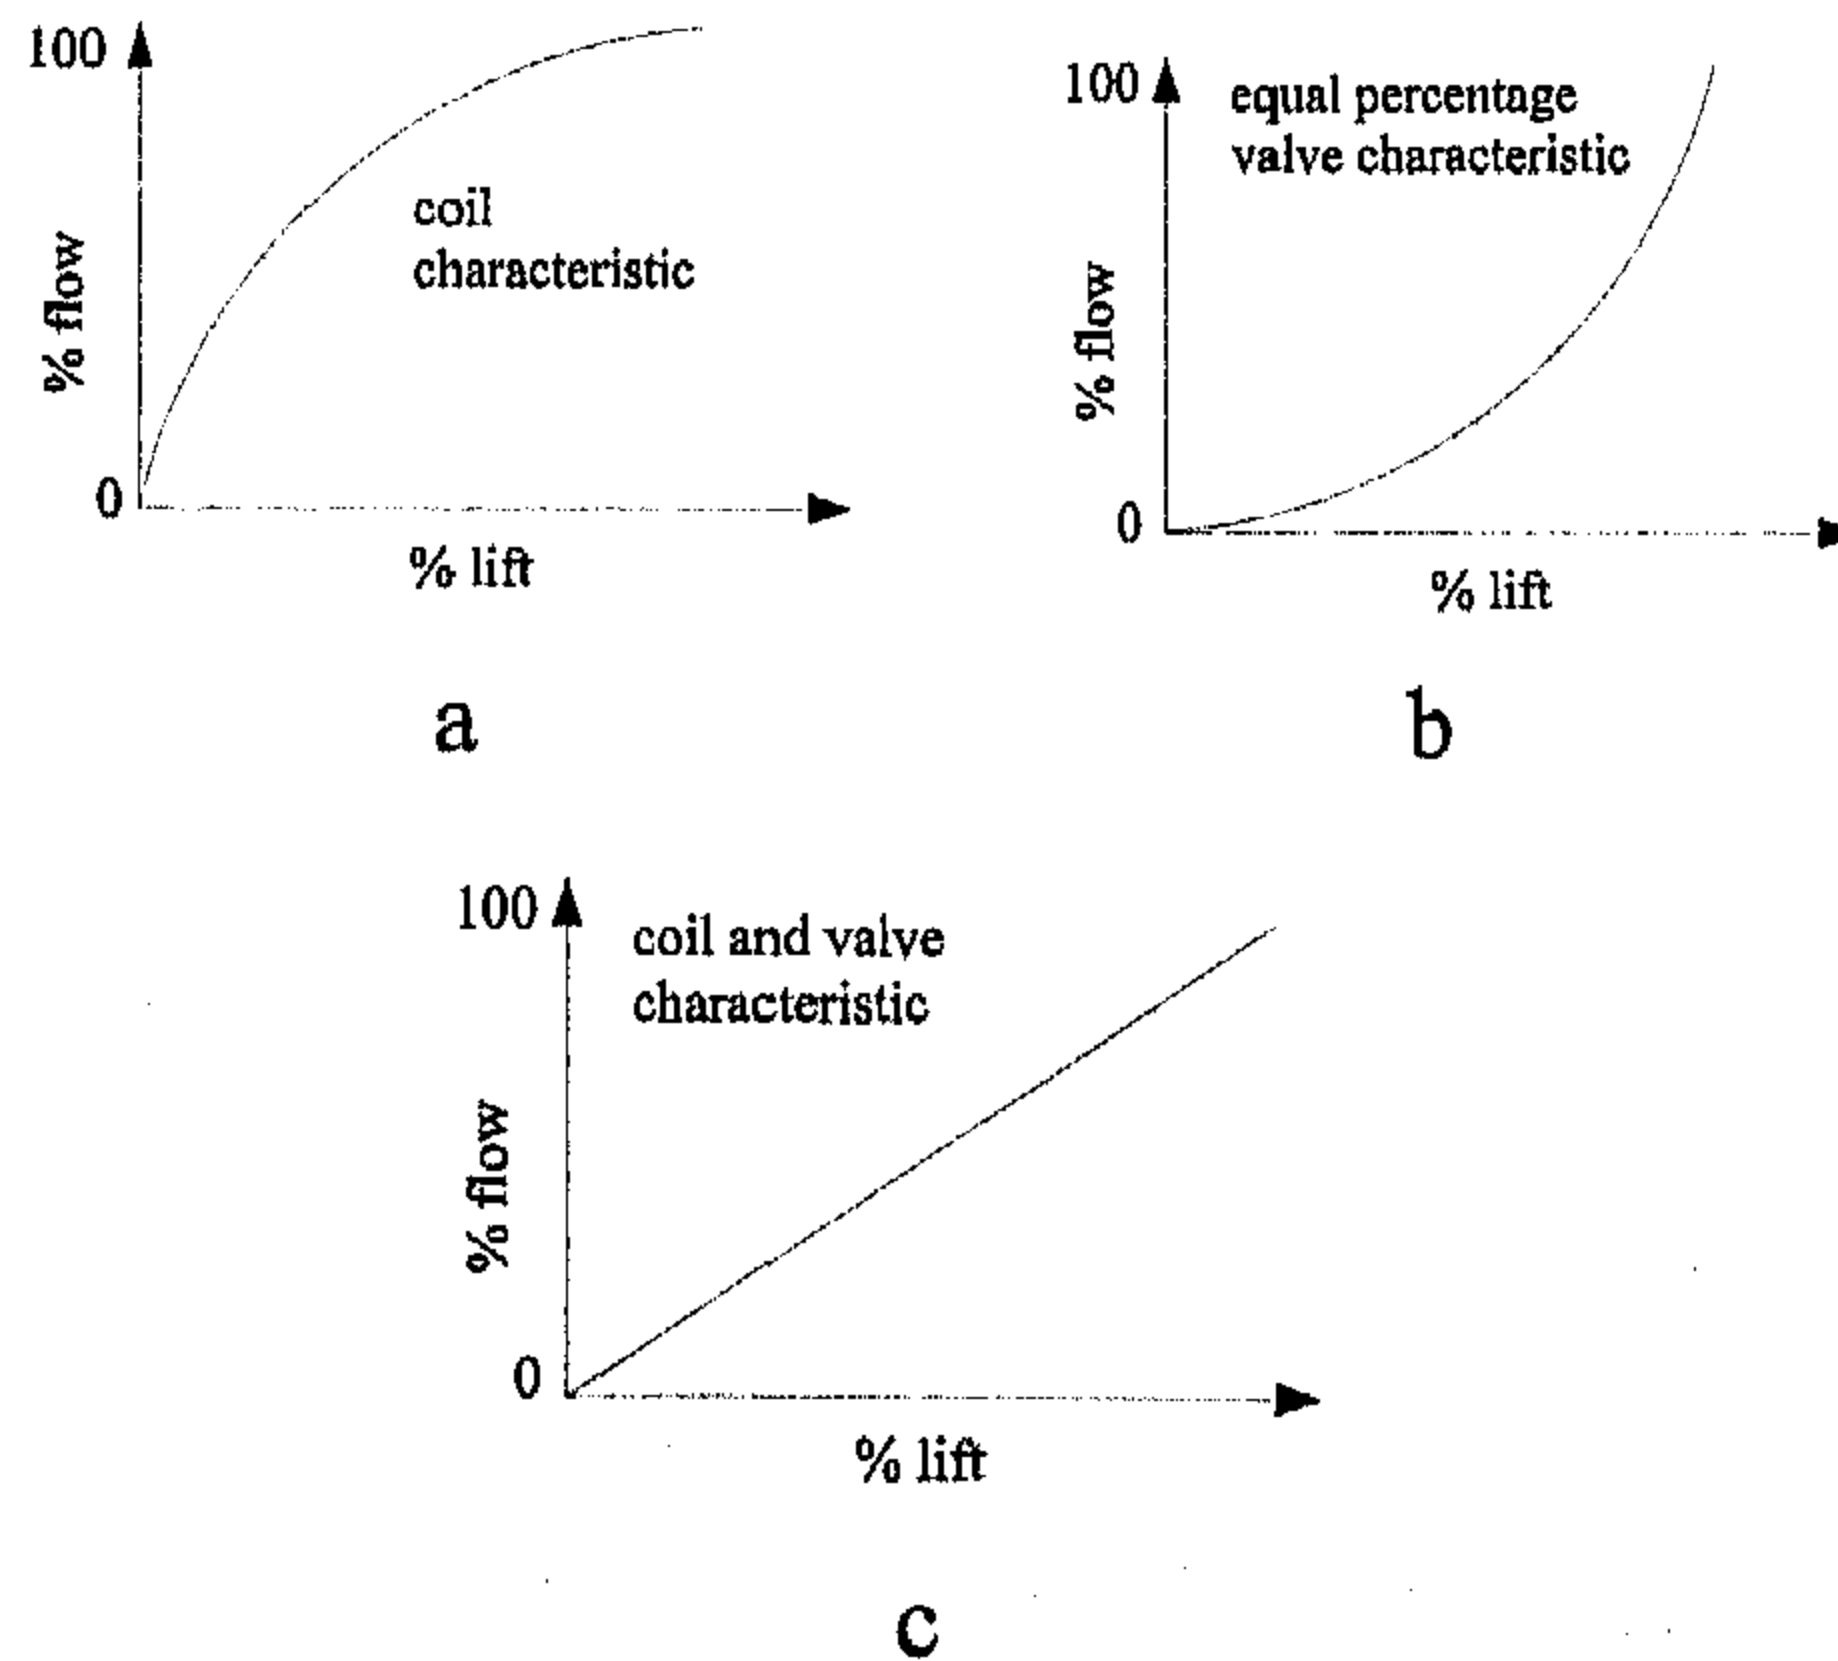 100
coil
characteristic
% flow
0
% lift
a
100
equal percentage
valve characteristic
% flow
0
% lift
b
100
coil and valve
characteristic
% flow
0
% lift
c